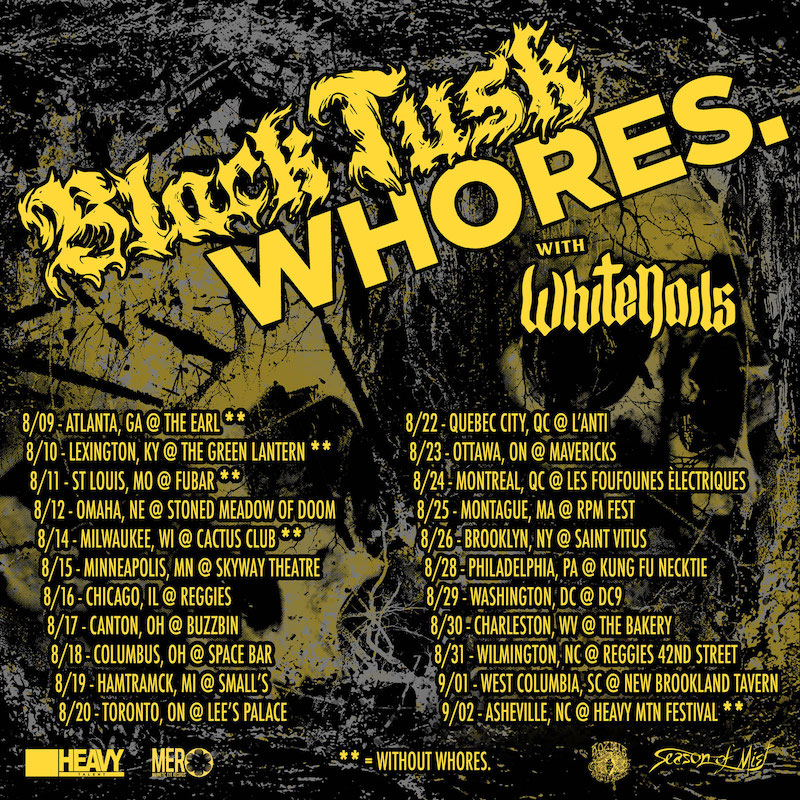 Black Tusk
WHORES.
WITH
WhiteNails
8/09 - ATLANTA, GA @ THE EARL **
8/10 - LEXINGTON, KY @ THE GREEN LANTERN **
8/11 - ST LOUIS, MO @ FUBAR **
8/12 - OMAHA, NE @ STONED MEADOW OF DOOM
8/14 - MILWAUKEE, WI @ CACTUS CLUB **
8/15 - MINNEAPOLIS, MN @ SKYWAY THEATRE
8/16 - CHICAGO, IL @ REGGIES
8/17 - CANTON, OH @ BUZZBIN
8/18 - COLUMBUS, OH @ SPACE BAR
8/19 - HAMTRAMCK, MI @ SMALL'S
8/20 - TORONTO, ON @ LEE'S PALACE
8/22 - QUEBEC CITY, QC @ L'ANTI
8/23 - OTTAWA, ON @ MAVERICKS
8/24 - MONTREAL, QC @ LES FOUFOUNES ÈLECTRIQUES
8/25 - MONTAGUE, MA @ RPM FEST
8/26 - BROOKLYN, NY @ SAINT VITUS
8/28 - PHILADELPHIA, PA @ KUNG FU NECKTIE
8/29 - WASHINGTON, DC @ DC9
8/30 - CHARLESTON, WV @ THE BAKERY
8/31 - WILMINGTON, NC @ REGGIES 42ND STREET
9/01 - WEST COLUMBIA, SC @ NEW BROOKLAND TAVERN
9/02 - ASHEVILLE, NC @ HEAVY MTN FESTIVAL **
HEAVY
TALENT
MER
MAGNETIC EYE RECORDS
** = WITHOUT WHORES.
Season of Mist